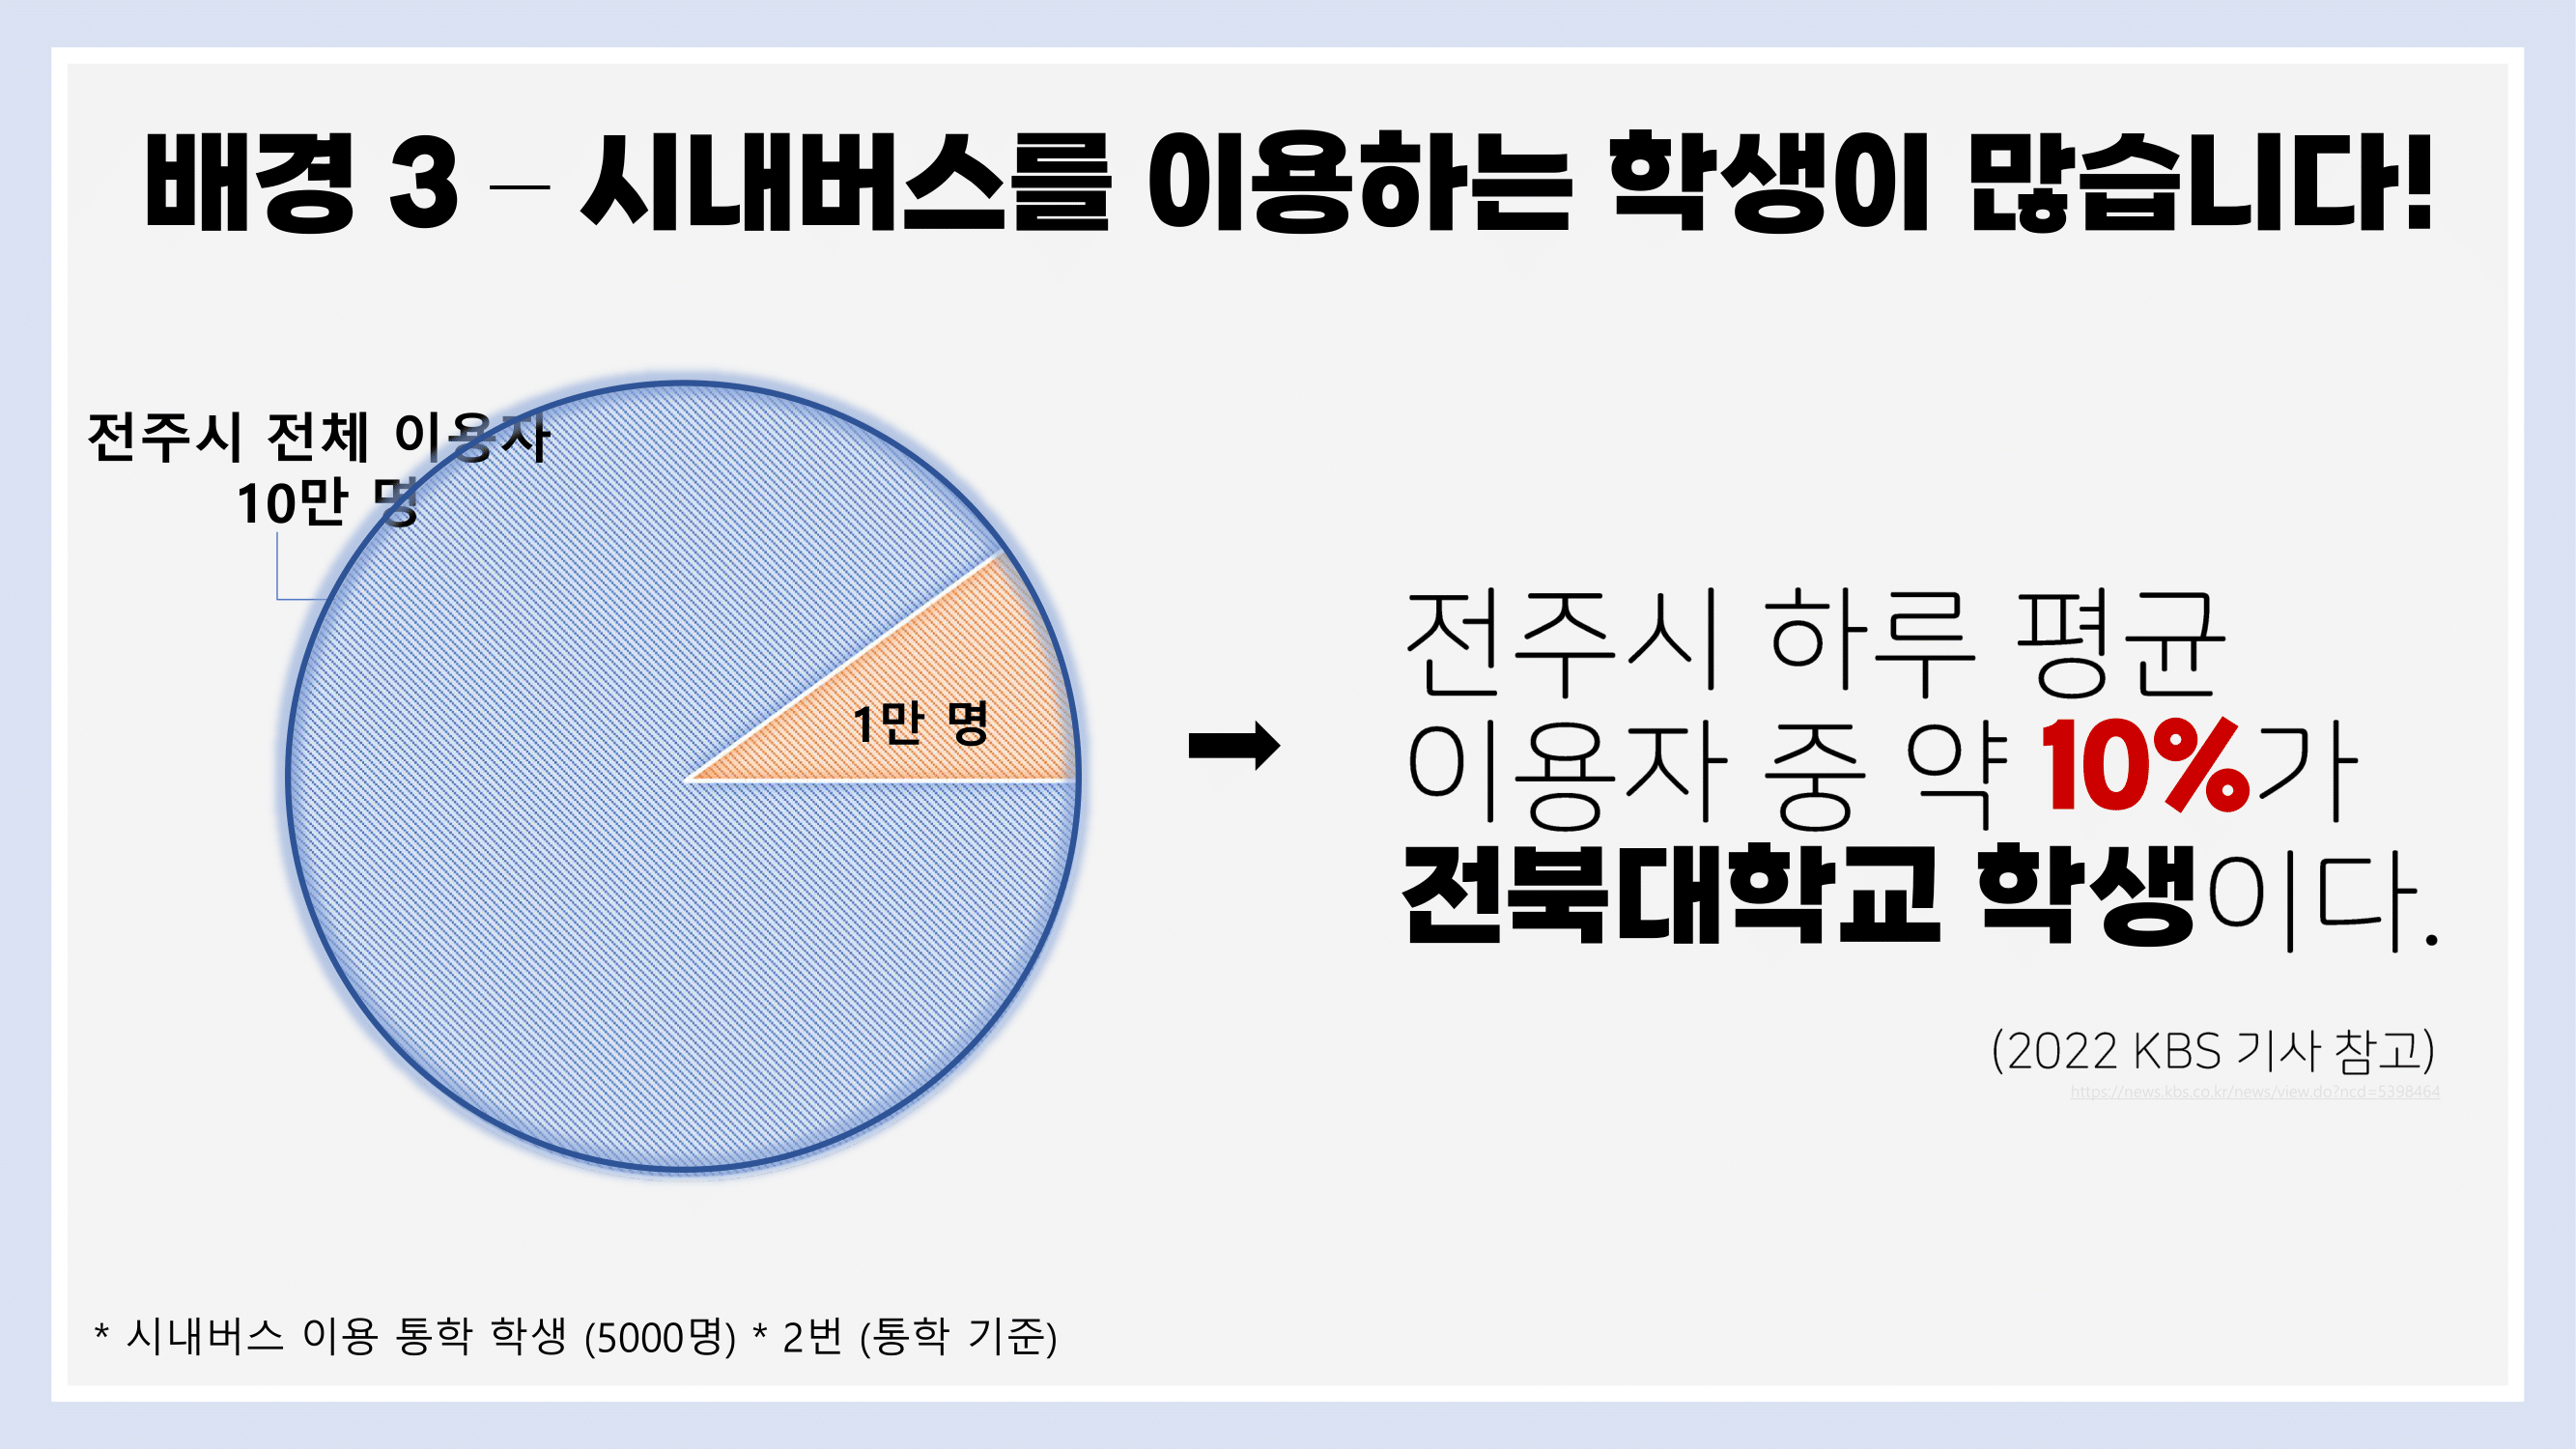 배경 3 – 시내버스를 이용하는 학생이 많습니다!
전주시 전체 이용자
10만 명
1만 명
전주시 하루 평균
이용자 중 약 10%가
전북대학교 학생이다.
(2022 KBS 기사 참고)
https://news.kbs.co.kr/news/view.do?ncd=5398464
* 시내버스 이용 통학 학생 (5000명) * 2번 (통학 기준)